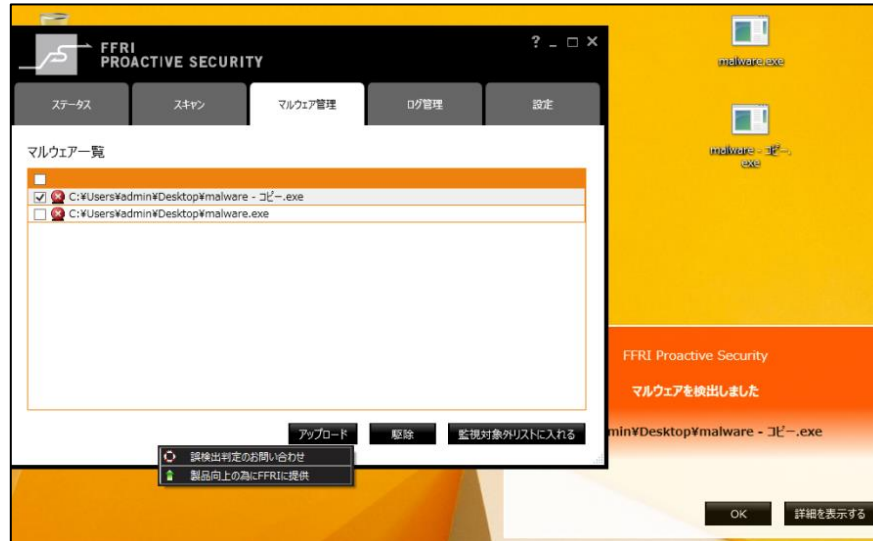 FFRI
PROACTIVE SECURITY
? _ □ ×
ステータス
スキャン
マルウェア管理
ログ管理
設定
マルウェア一覧
C:¥Users¥admin¥Desktop¥malware - コピー.exe
C:¥Users¥admin¥Desktop¥malware.exe
アップロード
駆除
監視対象外リストに入れる
誤検出判定のお問い合わせ
製品向上の為にFFRIに提供
malware.exe
malware - コピー.
exe
FFRI Proactive Security
マルウェアを検出しました
min¥Desktop¥malware - コピー.exe
OK
詳細を表示する